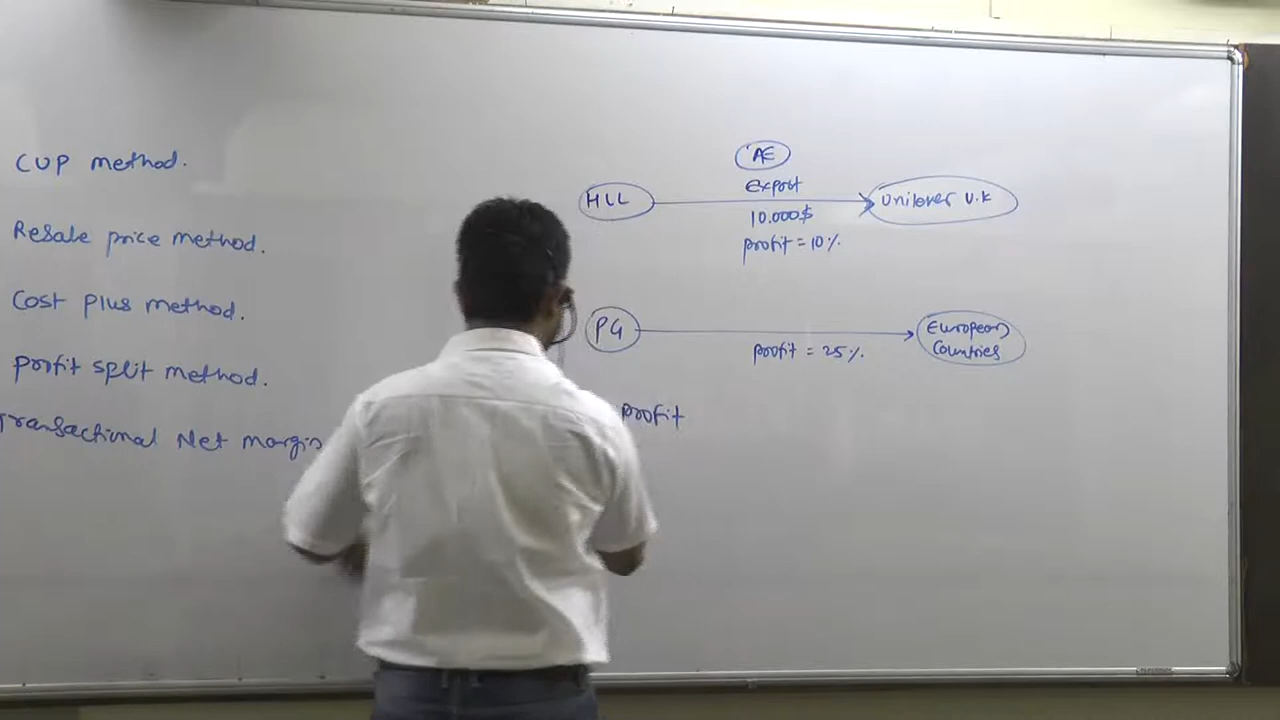 CUP method.
Resale price method.
Cost plus method.
profit split method.
Transactional Net margin
AE
HLL
Export
Unilever U.K
10.000$
profit = 10%.
PG
European
Countries
profit = 25%.
profit